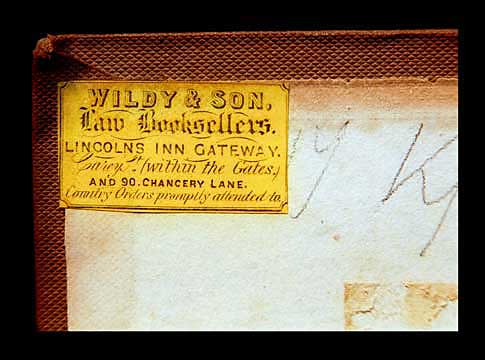 WILDY & SON,
Law Booksellers.
LINCOLNS INN GATEWAY.
Carey St. (within the Gates,)
AND 90. CHANCERY LANE.
Country Orders promptly attended to.